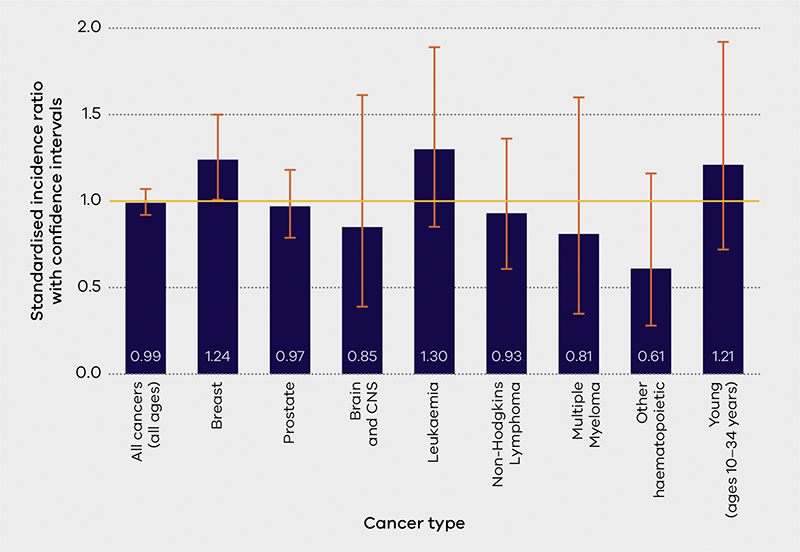 2.0
1.5
1.0
0.5
0.0
Standardised incidence ratio
with confidence intervals
0.99
1.24
0.97
0.85
1.30
0.93
0.81
0.61
1.21
All cancers
(all ages)
Breast
Prostate
Brain
and CNS
Leukaemia
Non-Hodgkins
Lymphoma
Multiple
Myeloma
Other
haematopoietic
Young
(ages 10–34 years)
Cancer type